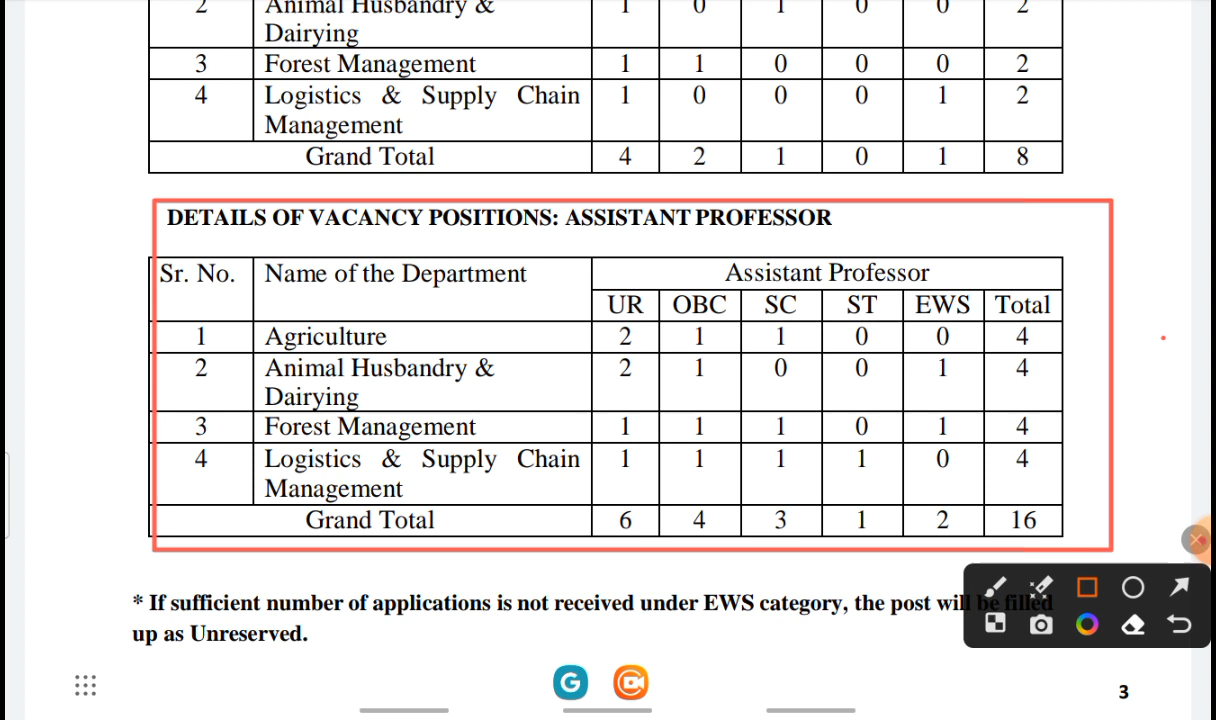 2 Animal Husbandry & 1 0 1 0 0 2
Dairying
3 Forest Management 1 1 0 0 0 2
4 Logistics & Supply Chain 1 0 0 0 1 2
Management
Grand Total 4 2 1 0 1 8
DETAILS OF VACANCY POSITIONS: ASSISTANT PROFESSOR
Sr. No. Name of the Department Assistant Professor
UR OBC SC ST EWS Total
1 Agriculture 2 1 1 0 0 4
2 Animal Husbandry & 2 1 0 0 1 4
Dairying
3 Forest Management 1 1 1 0 1 4
4 Logistics & Supply Chain 1 1 1 1 0 4
Management
Grand Total 6 4 3 1 2 16
* If sufficient number of applications is not received under EWS category, the post will be filled
up as Unreserved.
G
3